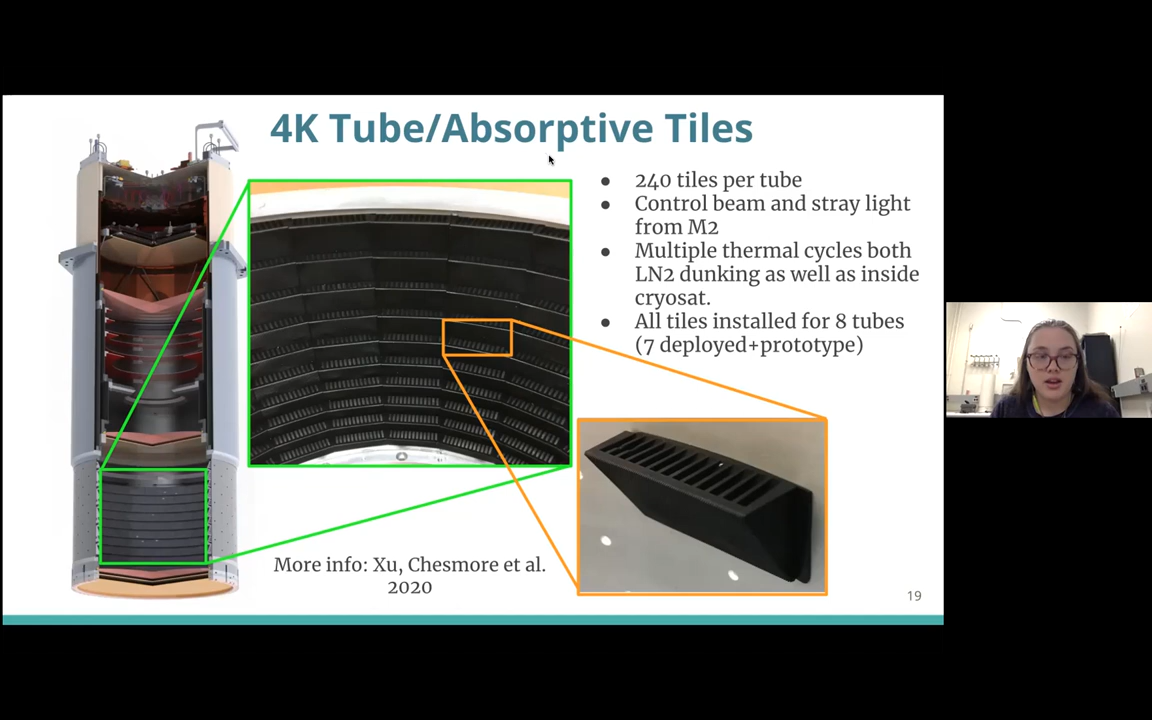 4K Tube/Absorptive Tiles
● 240 tiles per tube
● Control beam and stray light
from M2
● Multiple thermal cycles both
LN2 dunking as well as inside
cryosat.
● All tiles installed for 8 tubes
(7 deployed+prototype)
More info: Xu, Chesmore et al.
2020
19